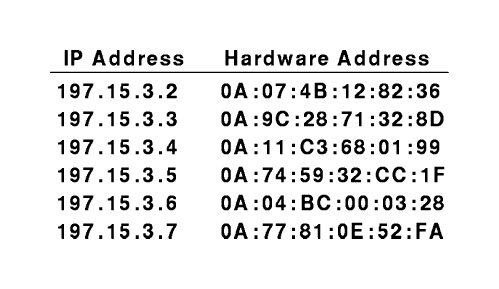 IP Address Hardware Address
197.15.3.2 0A:07:4B:12:82:36
197.15.3.3 0A:9C:28:71:32:8D
197.15.3.4 0A:11:C3:68:01:99
197.15.3.5 0A:74:59:32:CC:1F
197.15.3.6 0A:04:BC:00:03:28
197.15.3.7 0A:77:81:0E:52:FA